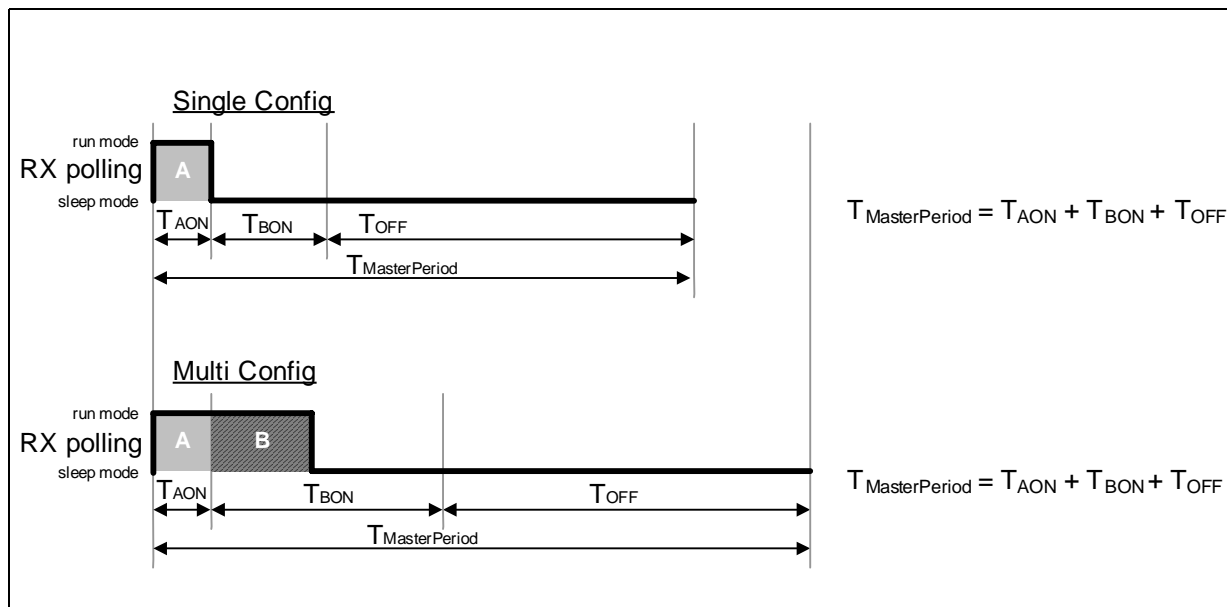 Single Config
run mode
RX polling
A
sleep mode
TAON
TBON
TOFF
TMasterPeriod
TMasterPeriod = TAON + TBON + TOFF
Multi Config
run mode
RX polling
A
B
sleep mode
TAON
TBON
TOFF
TMasterPeriod
TMasterPeriod = TAON + TBON + TOFF